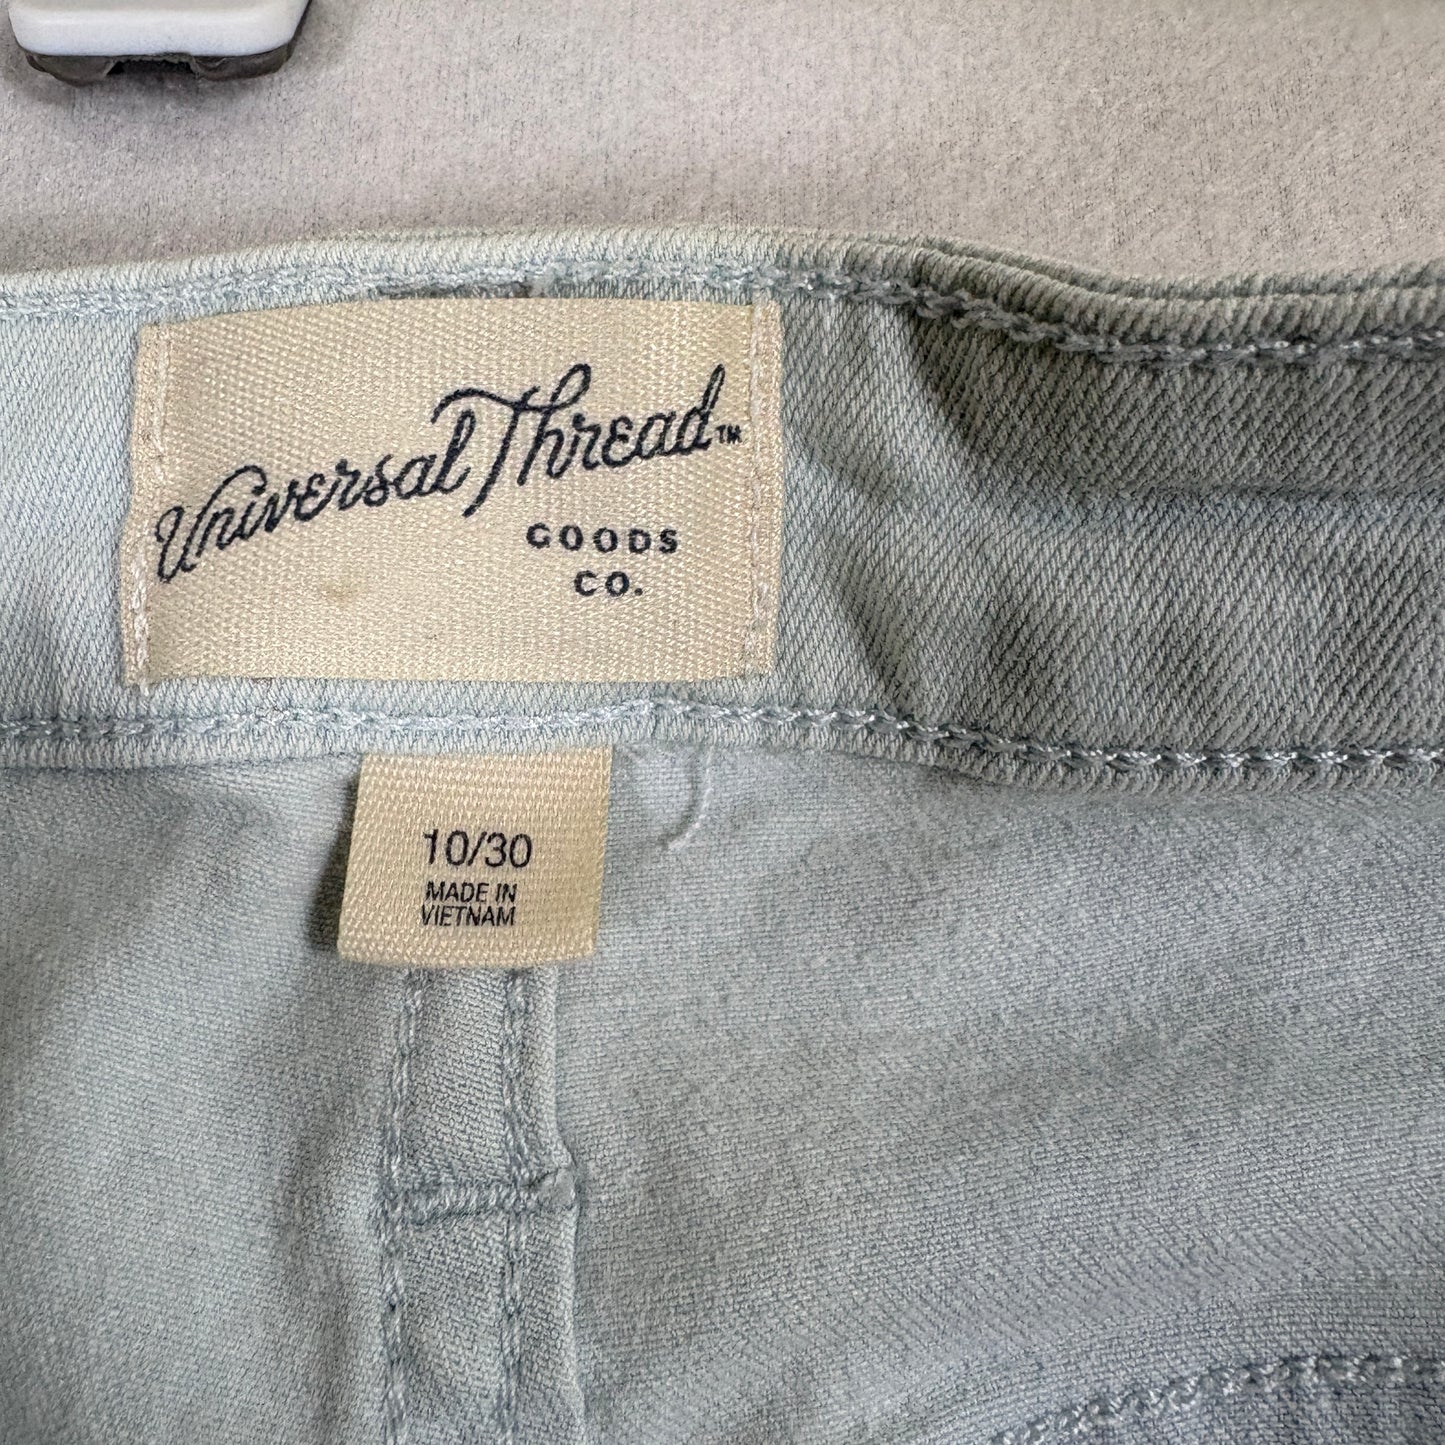 Universal Thread™
GOODS
CO.
10/30
MADE IN
VIETNAM